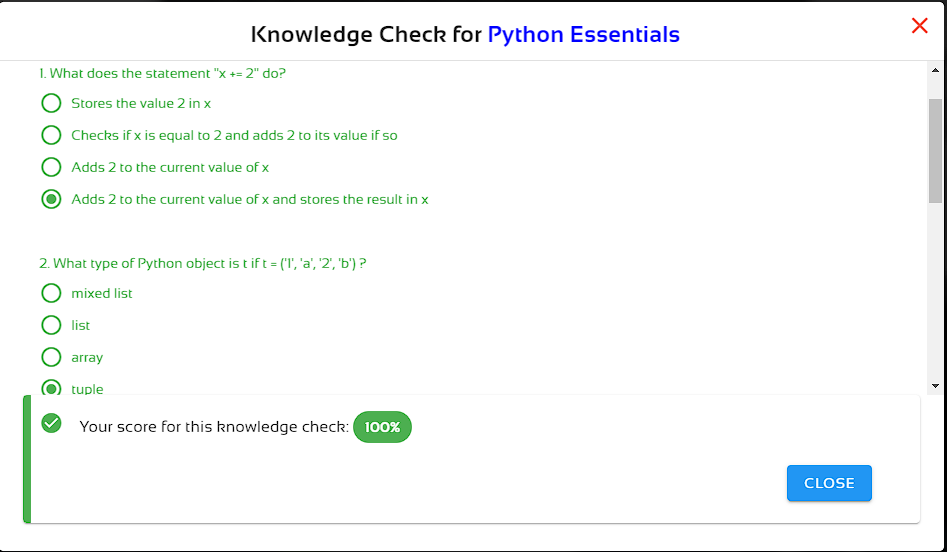 Knowledge Check for Python Essentials
1. What does the statement "x += 2" do?
Stores the value 2 in x
Checks if x is equal to 2 and adds 2 to its value if so
Adds 2 to the current value of x
Adds 2 to the current value of x and stores the result in x
2. What type of Python object is t if t = ('1', 'a', '2', 'b') ?
mixed list
list
array
tuple
Your score for this knowledge check: 100%
CLOSE